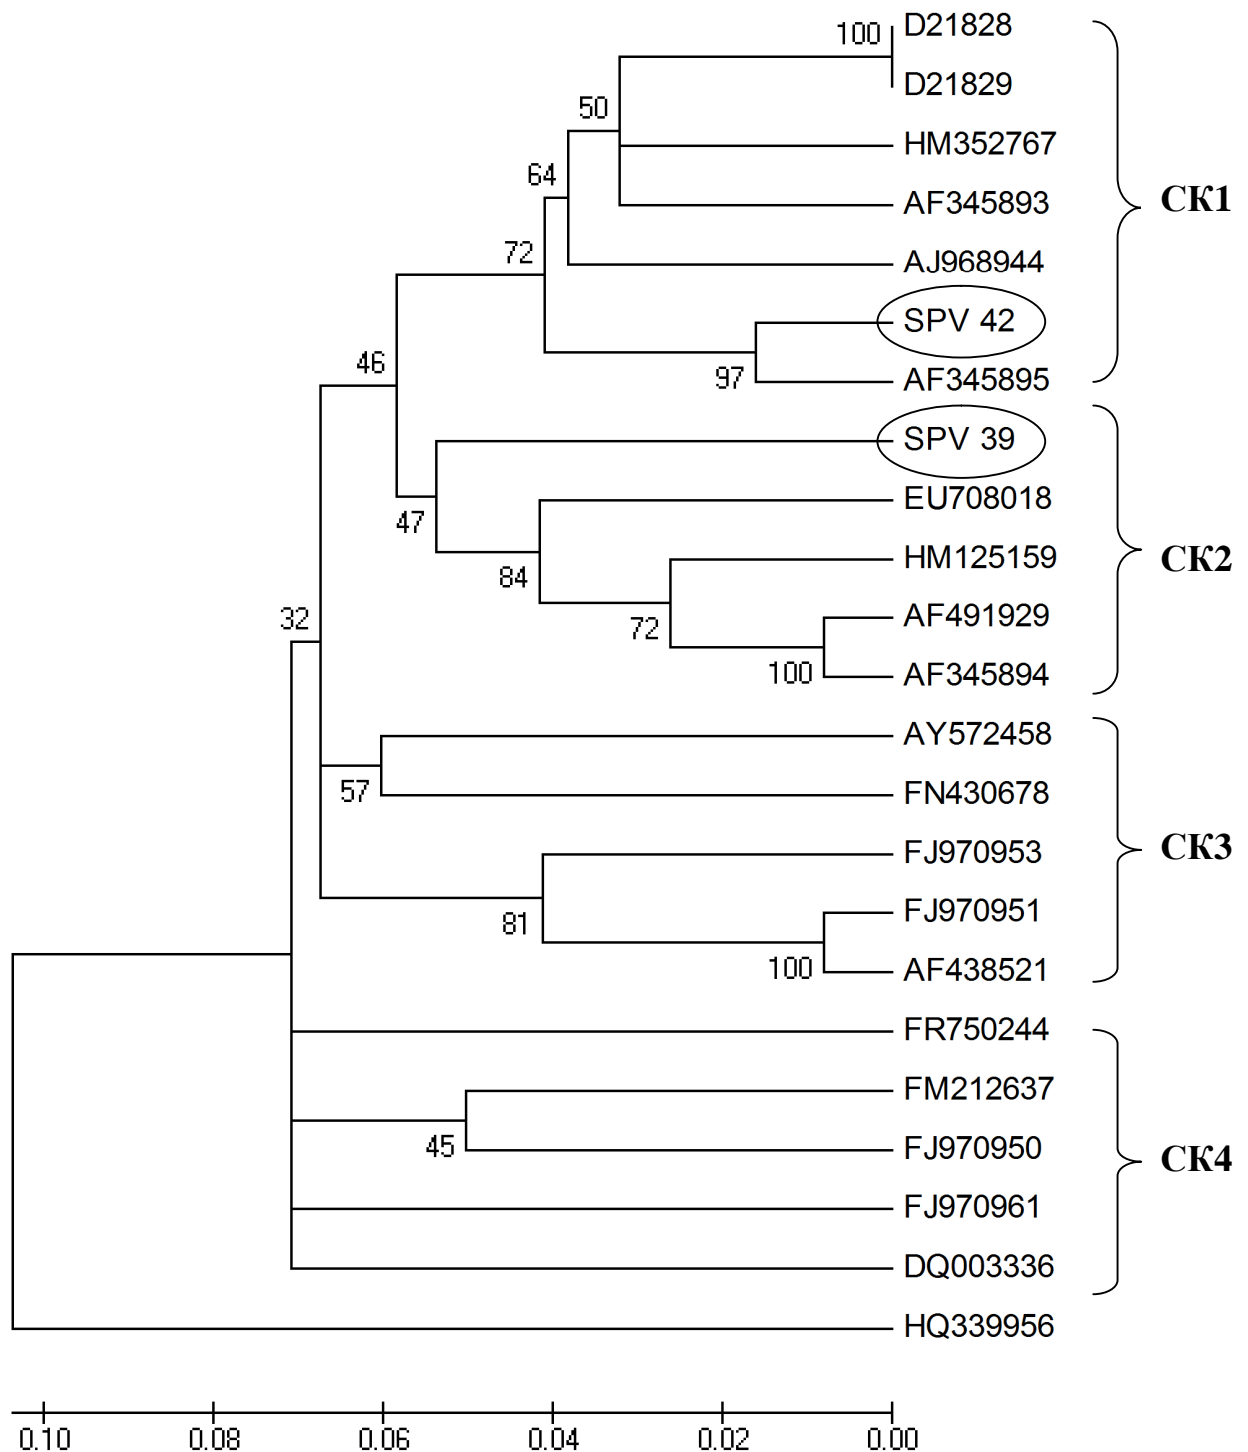 100
D21828
D21829
50
HM352767
64
AF345893
СК1
72
AJ968944
SPV 42
46
97
AF345895
SPV 39
47
EU708018
84
HM125159
СК2
32
72
AF491929
100
AF345894
AY572458
57
FN430678
СК3
FJ970953
81
FJ970951
100
AF438521
FR750244
FM212637
45
FJ970950
СК4
FJ970961
DQ003336
HQ339956
0.10 0.08 0.06 0.04 0.02 0.00